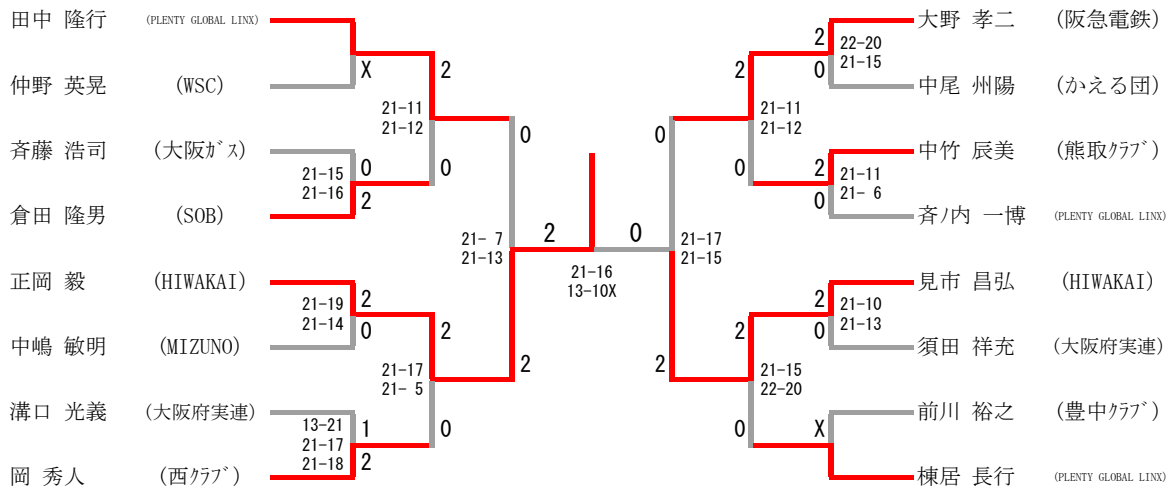 田中 隆行 (PLENTY GLOBAL LINX)
X 2
仲野 英晃 (WSC)
21-11
21-12
0
斉藤 浩司 (大阪ガス)
21-15 0 0
21-16 2
倉田 隆男 (SOB)
21- 7
21-13
正岡 毅 (HIWAKAI)
21-19 2
21-14 0 2
中嶋 敏明 (MIZUNO)
21-17
21- 5
2
溝口 光義 (大阪府実連)
13-21 1 0
21-17
21-18 2
岡 秀人 (西クラブ)
2 0
21-16
13-10X
大野 孝二 (阪急電鉄)
2 22-20
21-15
2 0
中尾 州陽 (かえる団)
21-11
21-12
0
中竹 辰美 (熊取クラブ)
2 21-11
21- 6
0 0
斉ノ内 一博 (PLENTY GLOBAL LINX)
21-17
21-15
見市 昌弘 (HIWAKAI)
2 21-10
21-13
2 0
須田 祥充 (大阪府実連)
2
21-15
22-20
前川 裕之 (豊中クラブ)
0 X
棟居 長行 (PLENTY GLOBAL LINX)